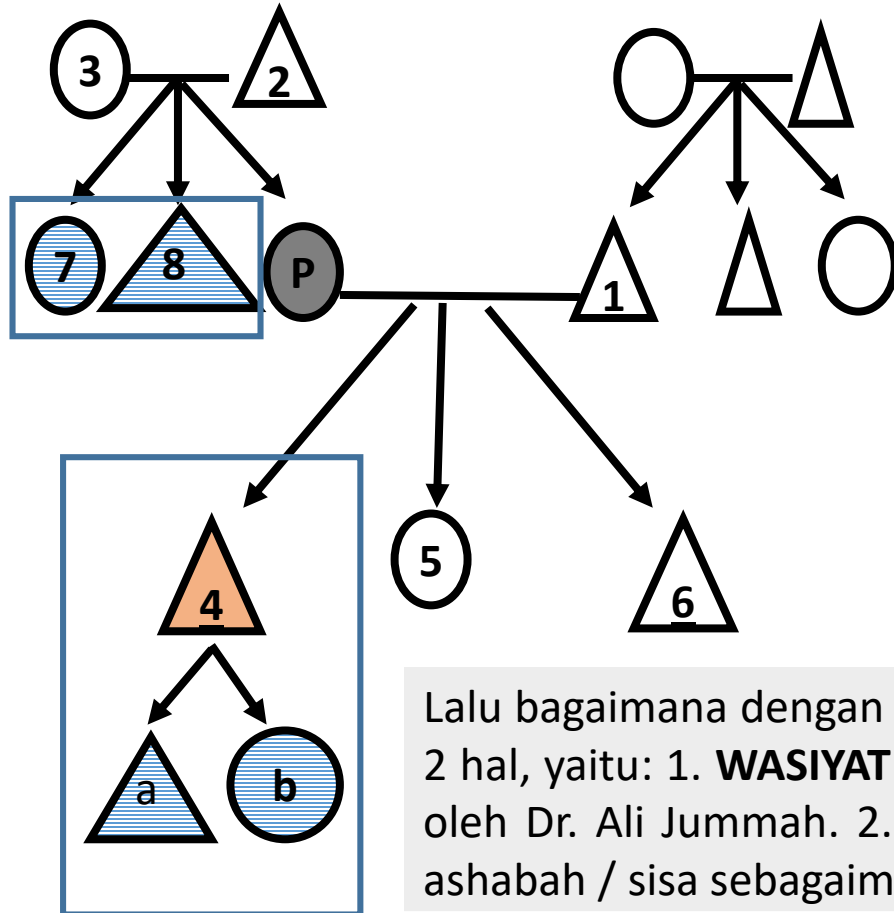 3
2
7
8
P
1
4
5
6
a
b
Lalu bagaimana dengan
2 hal, yaitu: 1. WASIYAT
oleh Dr. Ali Jummah. 2.
ashabah / sisa sebagaim